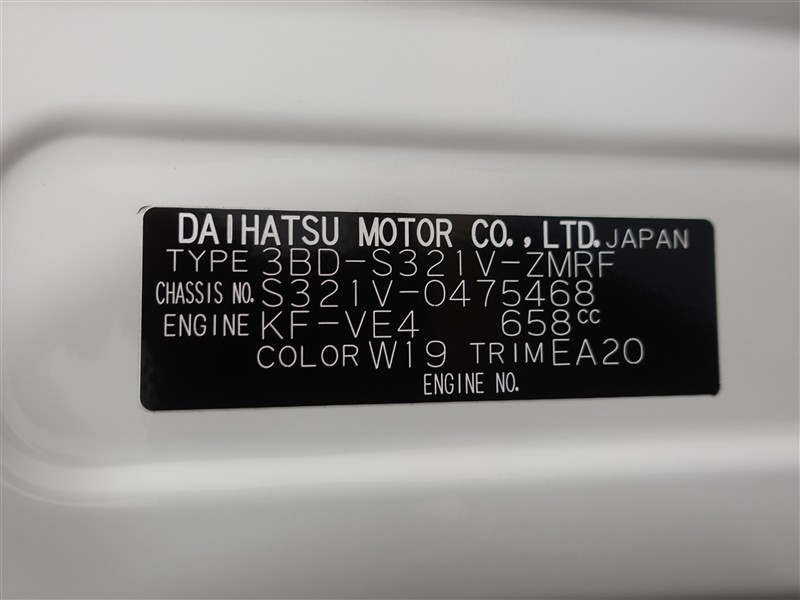 DAIHATSU MOTOR CO., LTD. JAPAN
TYPE 3BD-S321V-ZMRF
CHASSIS NO. S321V-0475468
ENGINE KF-VE4 658cc
COLOR W19 TRIM EA20
ENGINE NO.